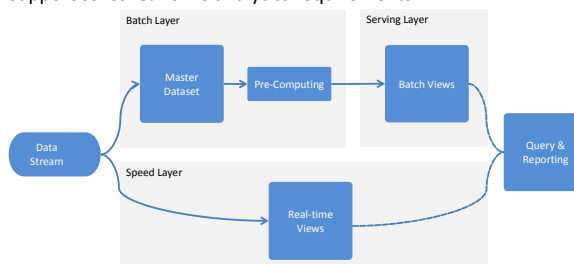 Batch Layer
Serving Layer
Master
Dataset
Pre-Computing
Batch Views
Data
Stream
Query &
Reporting
Speed Layer
Real-time
Views